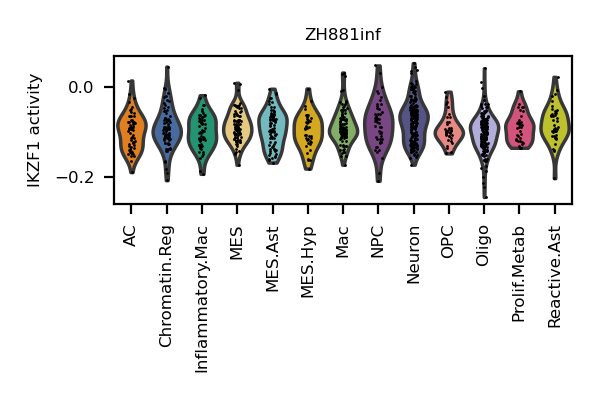 ZH881inf
IKZF1 activity
0.0
−0.2
AC
Chromatin.Reg
Inflammatory.Mac
MES
MES.Ast
MES.Hyp
Mac
NPC
Neuron
OPC
Oligo
Prolif.Metab
Reactive.Ast